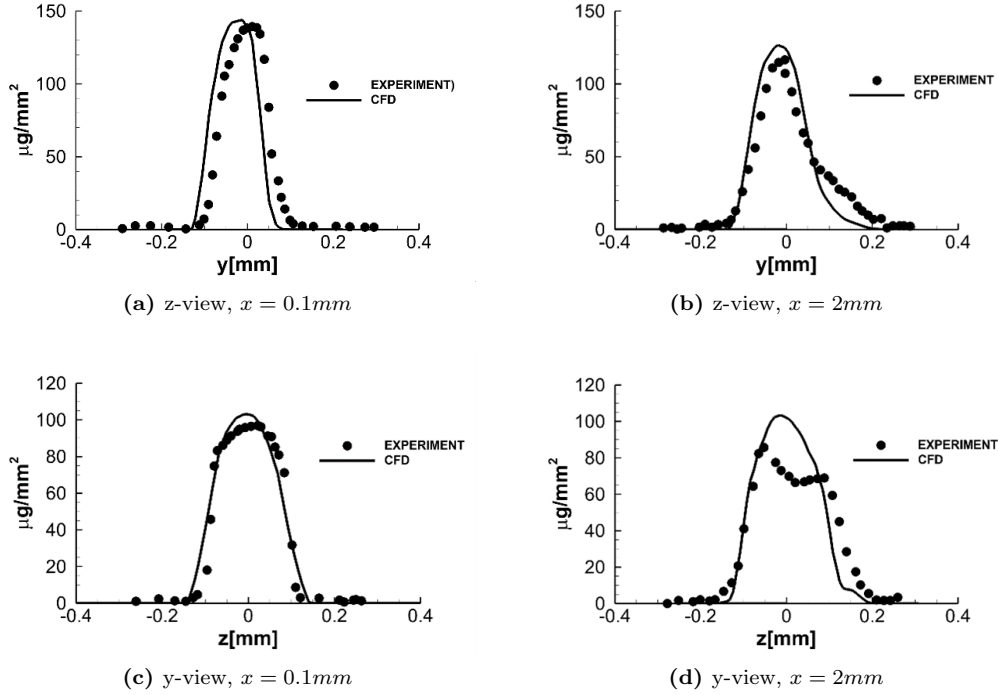 150
100
50
0
μg/mm²
-0.4 -0.2 0 0.2 0.4
y[mm]
EXPERIMENT)
CFD
(a) z-view, x = 0.1mm
150
100
50
0
μg/mm²
-0.4 -0.2 0 0.2 0.4
y[mm]
EXPERIMENT
CFD
(b) z-view, x = 2mm
120
100
80
60
40
20
0
μg/mm²
-0.4 -0.2 0 0.2 0.4
z[mm]
EXPERIMENT
CFD
(c) y-view, x = 0.1mm
120
100
80
60
40
20
0
μg/mm²
-0.4 -0.2 0 0.2 0.4
z[mm]
EXPERIMENT
CFD
(d) y-view, x = 2mm